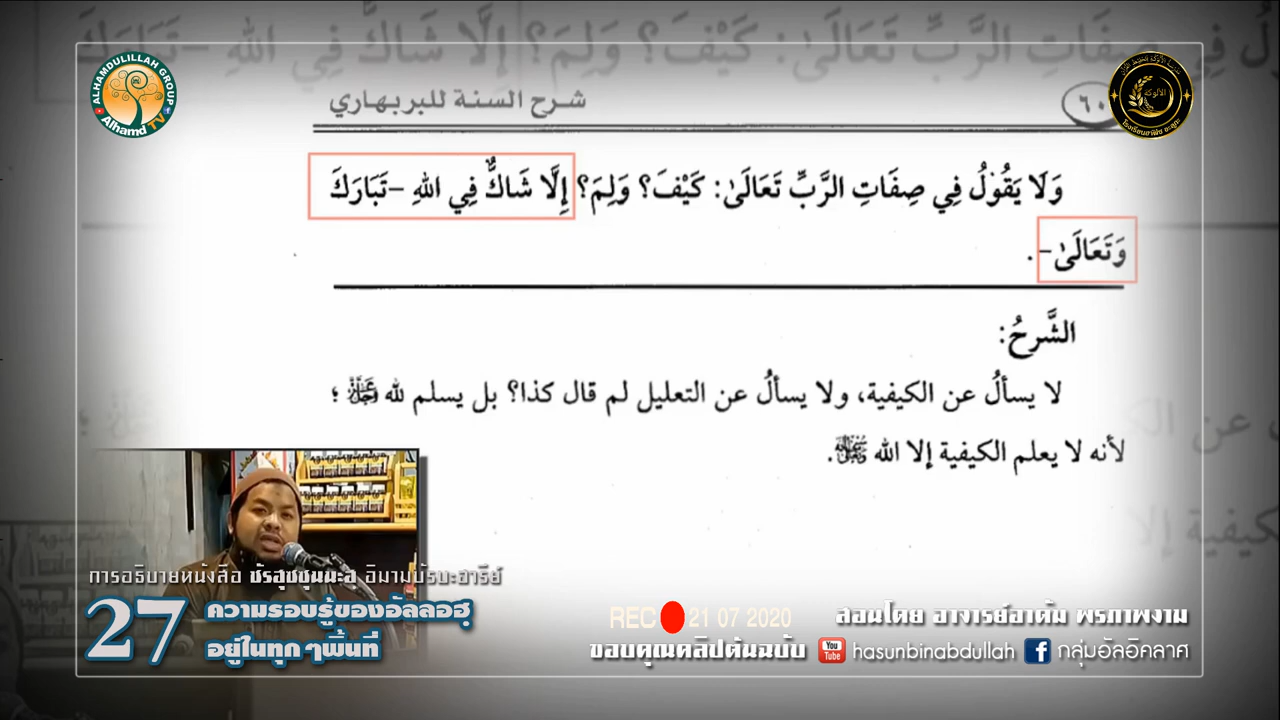 ALHAMDULILLAH GROUP
Alhamd TV
الألوكة
شرح السنة للبربهاري
٦٠
وَلَا يَقُوْلُ فِي صِفَاتِ الرَّبِّ تَعَالَىٰ: كَيْفَ؟ وَلِمَ؟ إِلَّا شَاكٌّ فِي اللهِ –تَبَارَكَ
وَتَعَالَىٰ–.
الشَّرحُ:
لا يسألُ عن الكيفية، ولا يسألُ عن التعليل لم قال كذا؟ بل يسلم لله ﷻ؛
لأنه لا يعلم الكيفية إلا الله
การอธิบายหนังสือ ชัรฮุซซุนนะฮฺ อิมามบัรบะฮารีย์
27 ความรอบรู้ของอัลลอฮฺ
อยู่ในทุก ๆพื้นที่
REC 21 07 2020
สอนโดย อาจารย์อาดัม พรภาพงาม
ขอบคุณคลิปต้นฉบับ YouTube hasunbinabdullah f กลุ่มอัลอิคลาศ